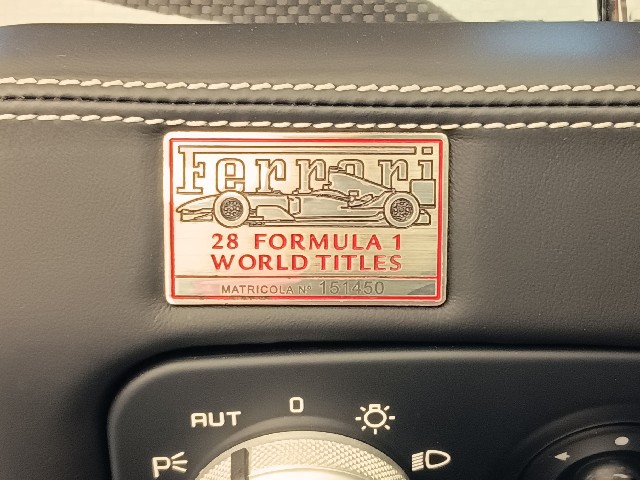 Ferrari
28 FORMULA 1
WORLD TITLES
MATRICOLA Nº 151450
0
AUT
P